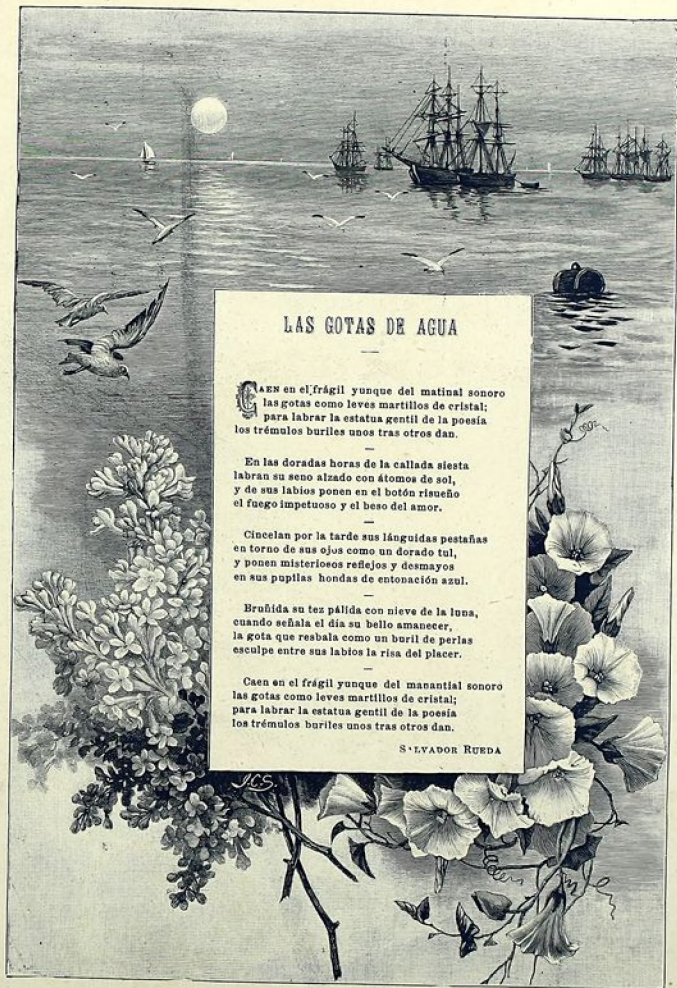 LAS GOTAS DE AGUA
CAEN en el frágil yunque del matinal sonoro
las gotas como leves martillos de cristal;
para labrar la estatua gentil de la poesía
los trémulos buriles unos tras otros dan.
En las doradas horas de la callada siesta
labran su seno alzado con átomos de sol,
y de sus labios ponen en el botón risueño
el fuego impetuoso y el beso del amor.
Cincelan por la tarde sus lánguidas pestañas
en torno de sus ojos como un dorado tul,
y ponen misteriosos reflejos y desmayos
en sus pupilas hondas de entonación azul.
Bruñida su tez pálida con nieve de la luna,
cuando señala el día su bello amanecer,
la gota que resbala como un buril de perlas
esculpe entre sus labios la risa del placer.
Caen en el frágil yunque del manantial sonoro
las gotas como leves martillos de cristal;
para labrar la estatua gentil de la poesía
los trémulos buriles unos tras otros dan.
S LVADOR RUEDA
J.C.S.